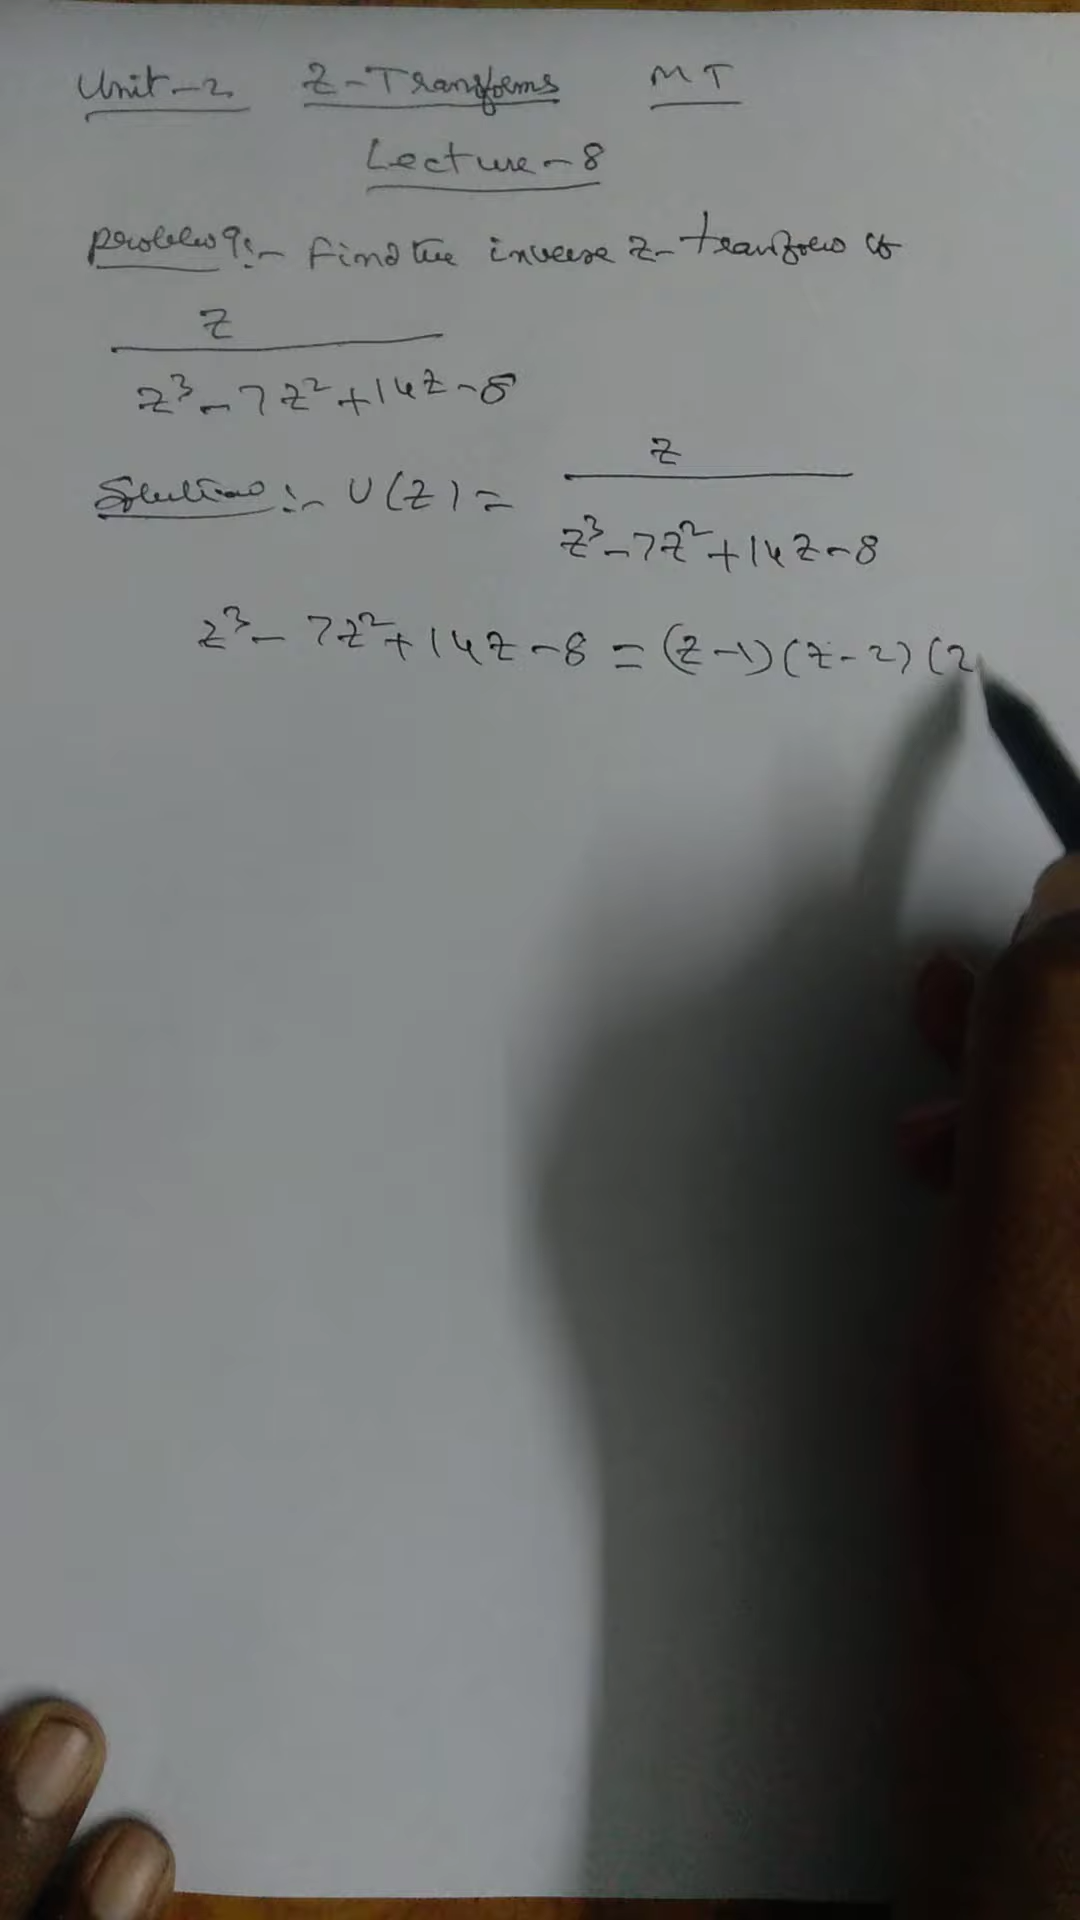 Unit-2 Z-Transforms MT
Lecture-8
Problem 9:- Find the inverse Z-transform of
z
z³-7z²+14z-8
Solution:- U(z) = z
z³-7z²+14z-8
z³-7z²+14z-8 = (z-1)(z-2)(z